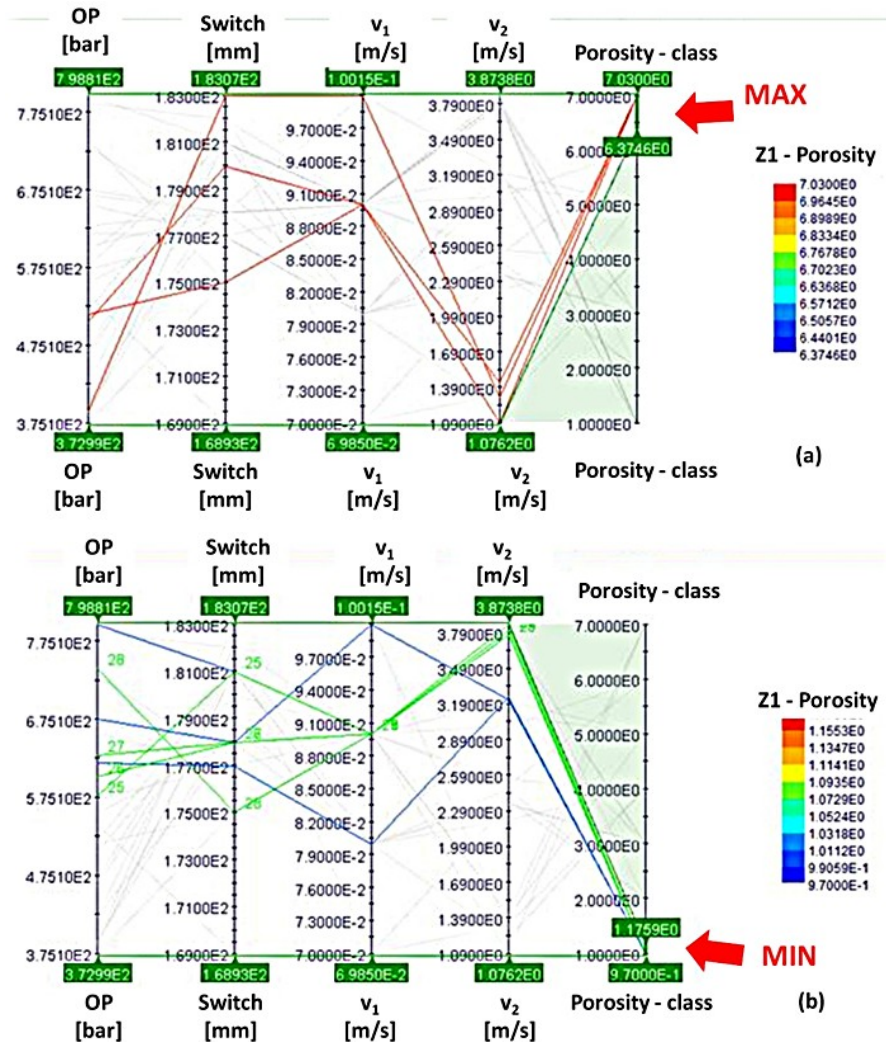 OP Switch v1 v2
[bar] [mm] [m/s] [m/s] Porosity - class
7.9881E2 1.8307E2 1.0015E-1 3.8738E0 7.0300E0
1.8300E2 3.7900E0 7.0000E0 MAX
7.7510E2 1.8100E2 9.7000E-2 3.4900E0
9.4000E-2 6.0000E0 6.3746E0
6.7510E2 1.7900E2 9.1000E-2 3.1900E0 Z1 - Porosity
8.8000E-2 2.8900E0 5.0000E0 7.0300E0
1.7700E2 6.9645E0
5.7510E2 8.5000E-2 2.5900E0 6.8989E0
1.7500E2 2.2900E0 4.0000E0 6.8334E0
8.2000E-2 6.7678E0
4.7510E2 1.7300E2 7.9000E-2 1.9900E0 3.0000E0 6.7023E0
7.6000E-2 1.6900E0 6.6368E0
1.7100E2 2.0000E0 6.5712E0
7.3000E-2 1.3900E0 6.5057E0
3.7510E2 1.6900E2 7.0000E-2 1.0900E0 1.0000E0 6.4401E0
6.3746E0
3.7299E2 1.6893E2 6.9850E-2 1.0762E0
OP Switch v1 v2 Porosity - class (a)
[bar] [mm] [m/s] [m/s]
OP Switch v1 v2
[bar] [mm] [m/s] [m/s] Porosity - class
7.9881E2 1.8307E2 1.0015E-1 3.8738E0
1.8300E2 3.7900E0 7.0000E0
7.7510E2 28 1.8100E2 25 9.7000E-2 3.4900E0
9.4000E-2 6.0000E0
6.7510E2 1.7900E2 9.1000E-2 3.1900E0 Z1 - Porosity
27 8.8000E-2 2.8900E0 5.0000E0
26 1.7700E2 1.1553E0
5.7510E2 25 8.5000E-2 2.5900E0 4.0000E0 1.1347E0
1.7500E2 28 2.2900E0 1.1141E0
8.2000E-2 1.0935E0
4.7510E2 1.7300E2 7.9000E-2 1.9900E0 3.0000E0 1.0729E0
7.6000E-2 1.6900E0 1.0524E0
1.7100E2 2.0000E0 1.0318E0
7.3000E-2 1.3900E0 1.1759E0 1.0112E0
3.7510E2 1.6900E2 7.0000E-2 1.0900E0 1.0000E0 MIN 9.9059E-1
9.7000E-1
3.7299E2 1.6893E2 6.9850E-2 1.0762E0 9.7000E-1
OP Switch v1 v2 Porosity - class (b)
[bar] [mm] [m/s] [m/s]